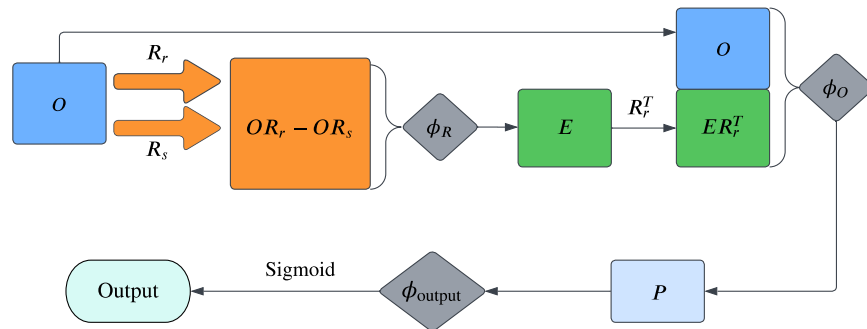 O
R_r
R_s
OR_r − OR_s
ϕ_R
E
R_r^T
O
ER_r^T
ϕ_O
P
ϕ_output
Sigmoid
Output